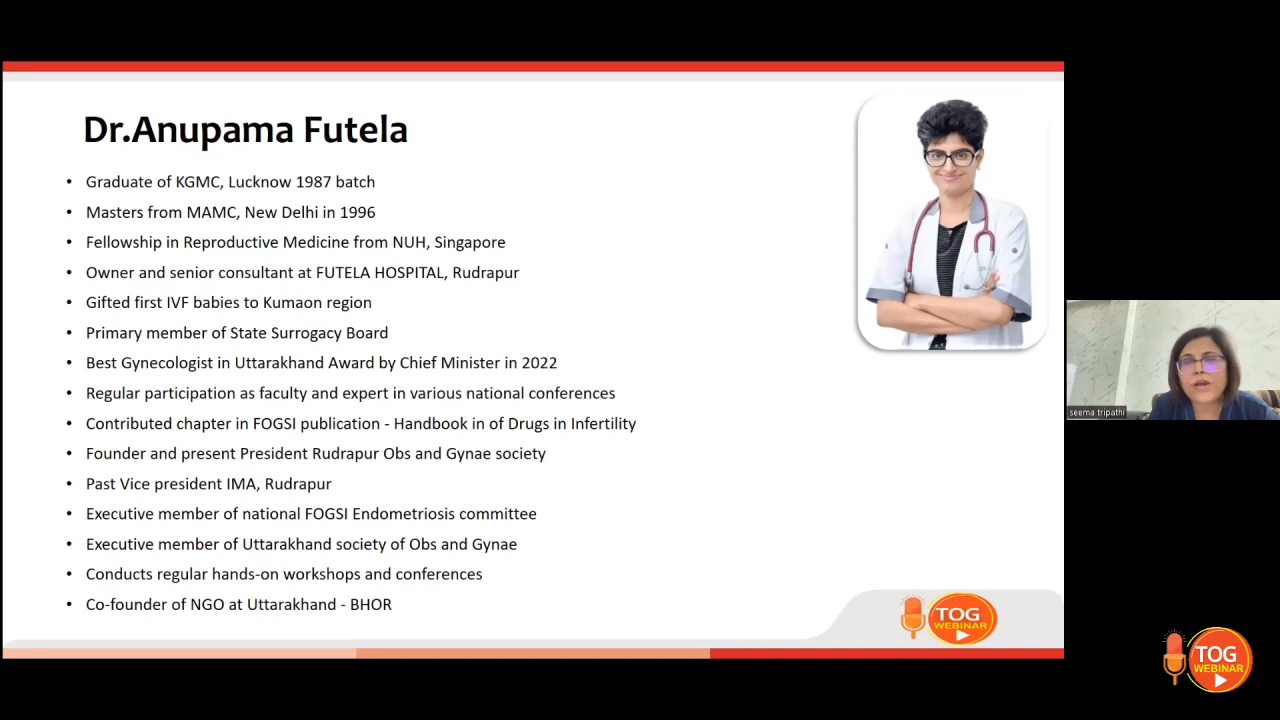 Dr.Anupama Futela
• Graduate of KGMC, Lucknow 1987 batch
• Masters from MAMC, New Delhi in 1996
• Fellowship in Reproductive Medicine from NUH, Singapore
• Owner and senior consultant at FUTELA HOSPITAL, Rudrapur
• Gifted first IVF babies to Kumaon region
• Primary member of State Surrogacy Board
• Best Gynecologist in Uttarakhand Award by Chief Minister in 2022
• Regular participation as faculty and expert in various national conferences
• Contributed chapter in FOGSI publication - Handbook in of Drugs in Infertility
• Founder and present President Rudrapur Obs and Gynae society
• Past Vice president IMA, Rudrapur
• Executive member of national FOGSI Endometriosis committee
• Executive member of Uttarakhand society of Obs and Gynae
• Conducts regular hands-on workshops and conferences
• Co-founder of NGO at Uttarakhand - BHOR
TOG
WEBINAR
seema tripathi
TOG
WEBINAR